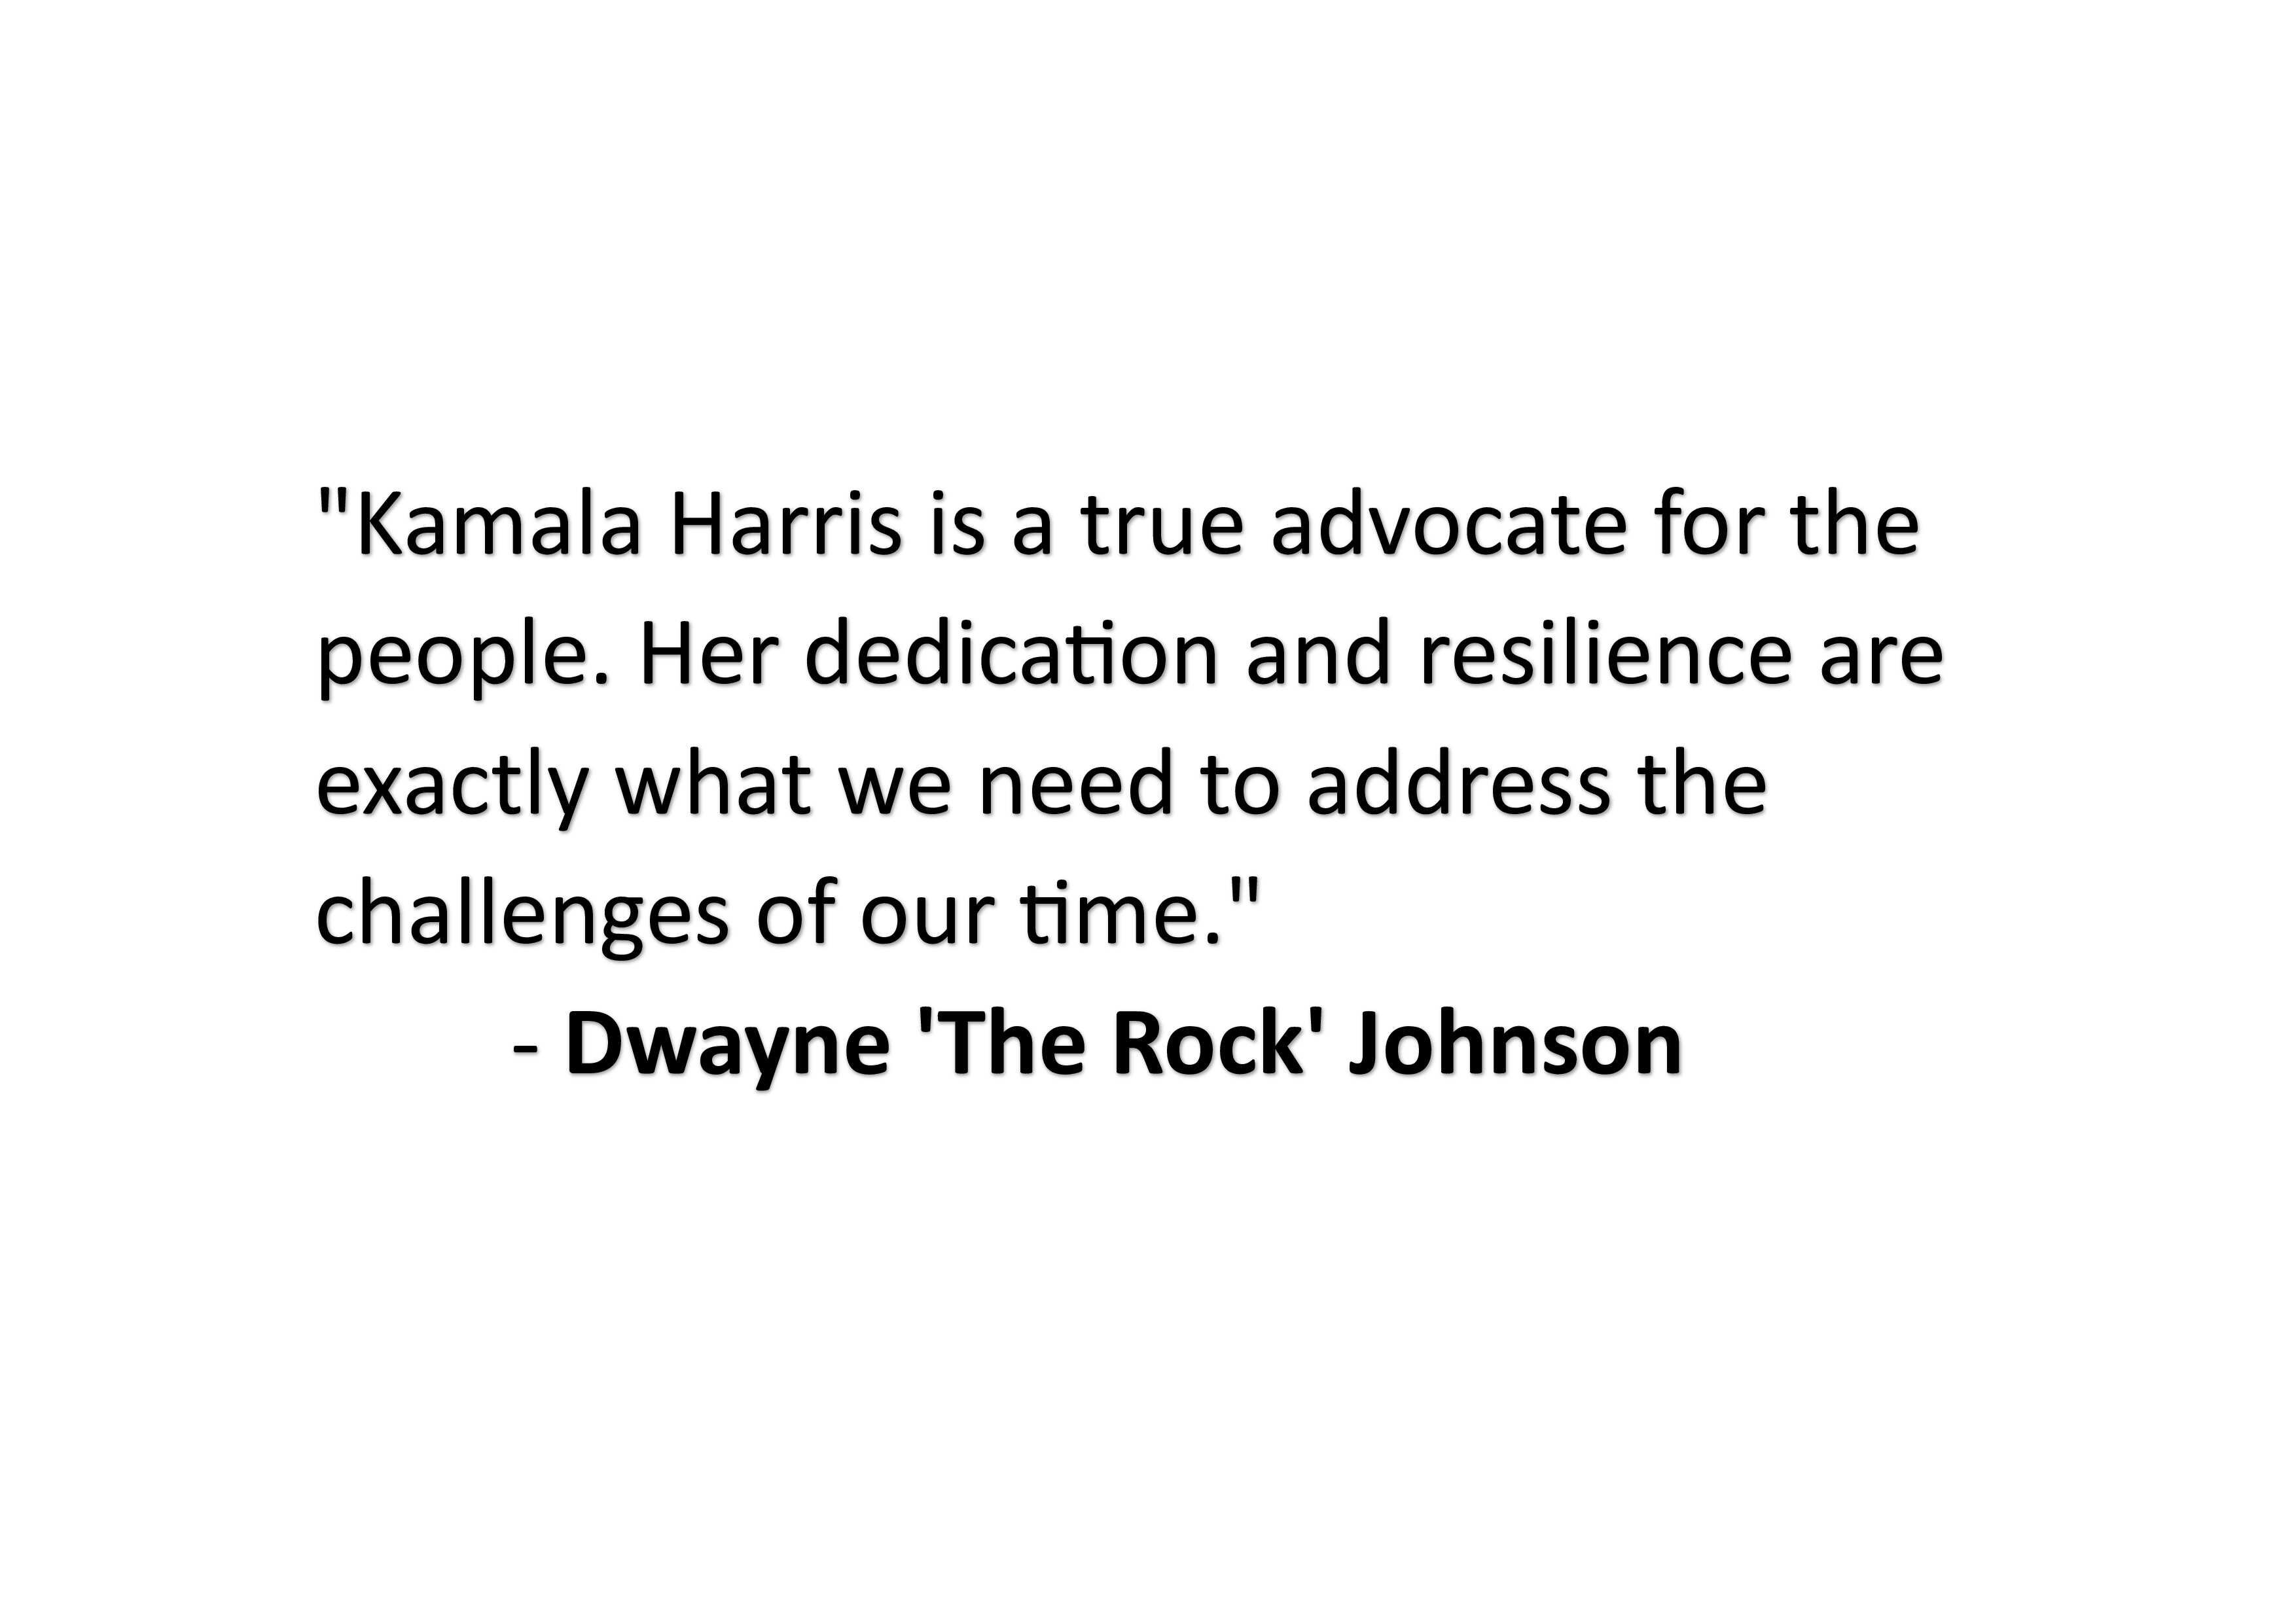 "Kamala Harris is a true advocate for the
people. Her dedication and resilience are
exactly what we need to address the
challenges of our time."
- Dwayne 'The Rock' Johnson